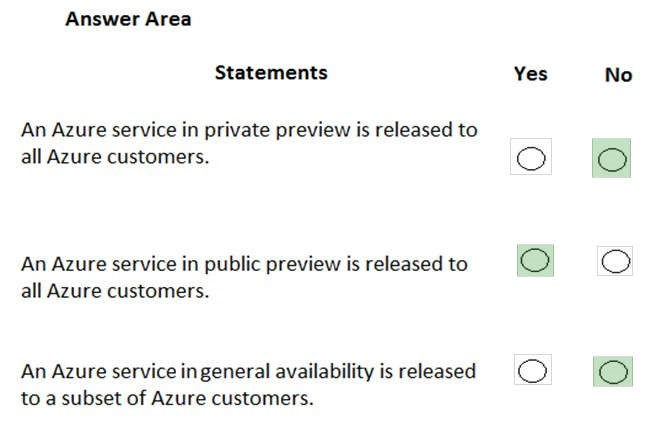 Answer Area
Statements Yes No
An Azure service in private preview is released to
all Azure customers.
An Azure service in public preview is released to
all Azure customers.
An Azure service in general availability is released
to a subset of Azure customers.